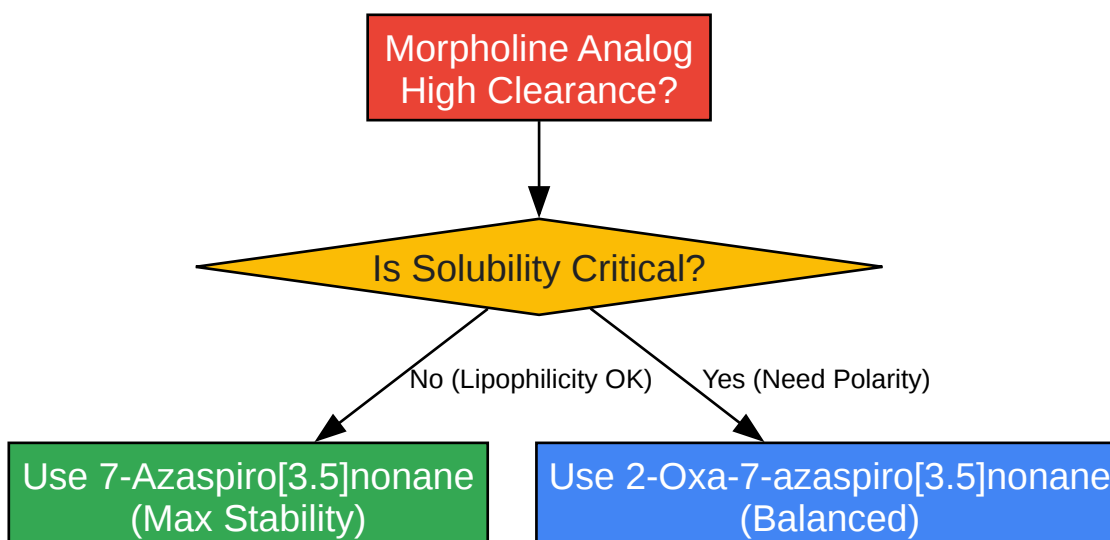 Morpholine Analog
High Clearance?
Is Solubility Critical?
No (Lipophilicity OK)
Yes (Need Polarity)
Use 7-Azaspiro[3.5]nonane
(Max Stability)
Use 2-Oxa-7-azaspiro[3.5]nonane
(Balanced)